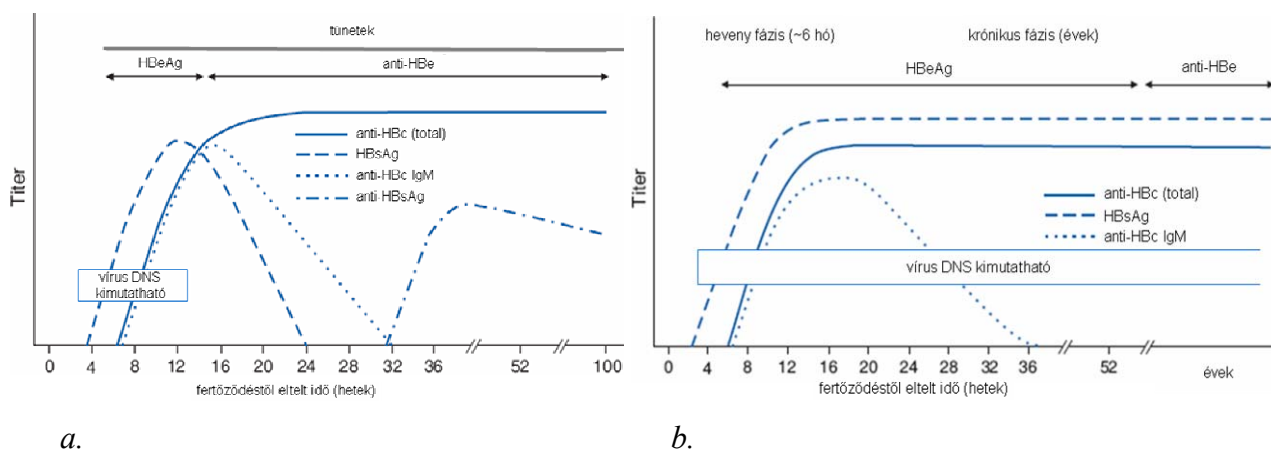 tünetek
HBeAg
anti-HBe
anti-HBc (total)
HBsAg
anti-HBc IgM
anti-HBsAg
Titer
vírus DNS
kimutatható
0 4 8 12 16 20 24 28 32 36 52 100
fertőződéstől eltelt idő (hetek)
a.
heveny fázis (~6 hó)
krónikus fázis (évek)
HBeAg
anti-HBe
anti-HBc (total)
HBsAg
anti-HBc IgM
Titer
vírus DNS kimutatható
0 4 8 12 16 20 24 28 32 36 52
évek
fertőződéstől eltelt idő (hetek)
b.